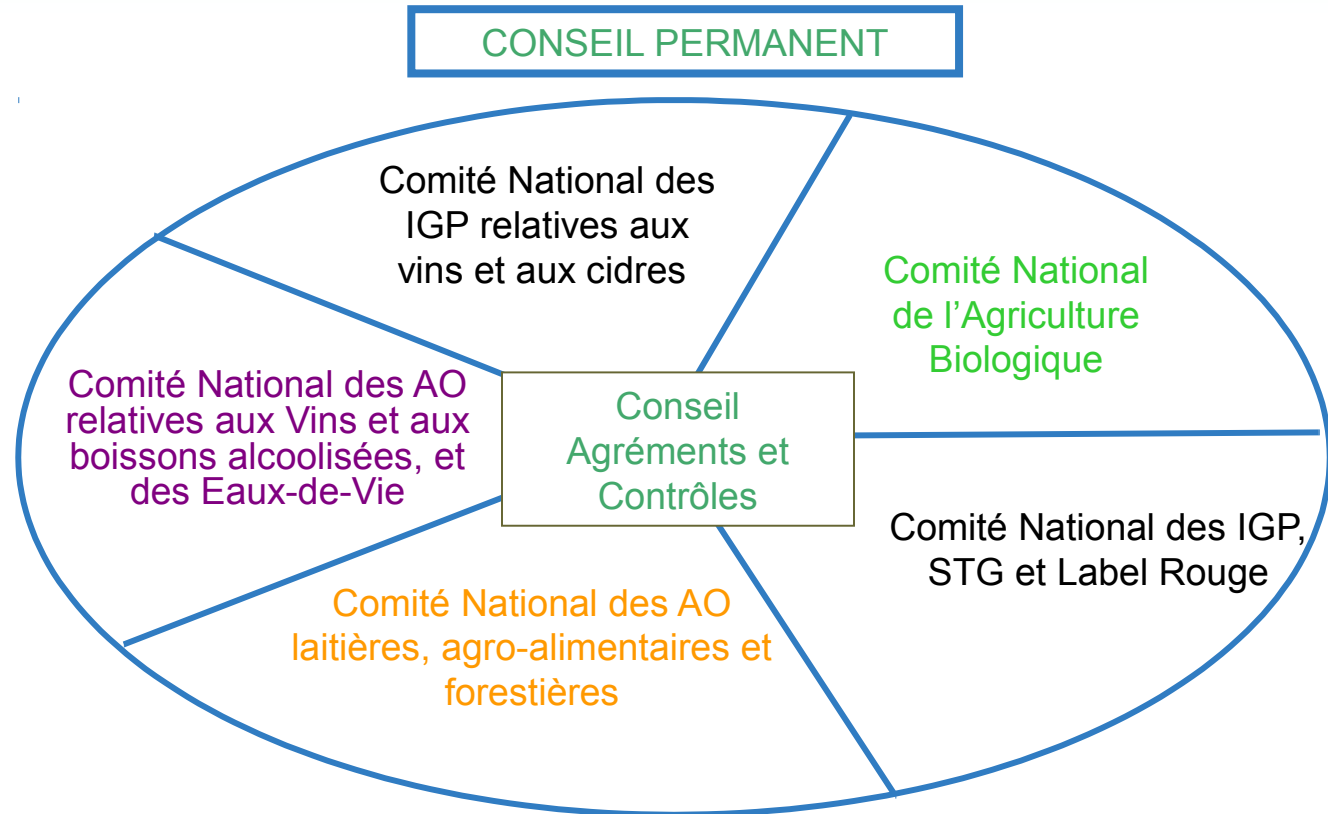 CONSEIL PERMANENT
Comité National des
IGP relatives aux
vins et aux cidres
Comité National
de l’Agriculture
Biologique
Comité National des AO
relatives aux Vins et aux
boissons alcoolisées, et
des Eaux-de-Vie
Conseil
Agréments et
Contrôles
Comité National des IGP,
STG et Label Rouge
Comité National des AO
laitières, agro-alimentaires et
forestières